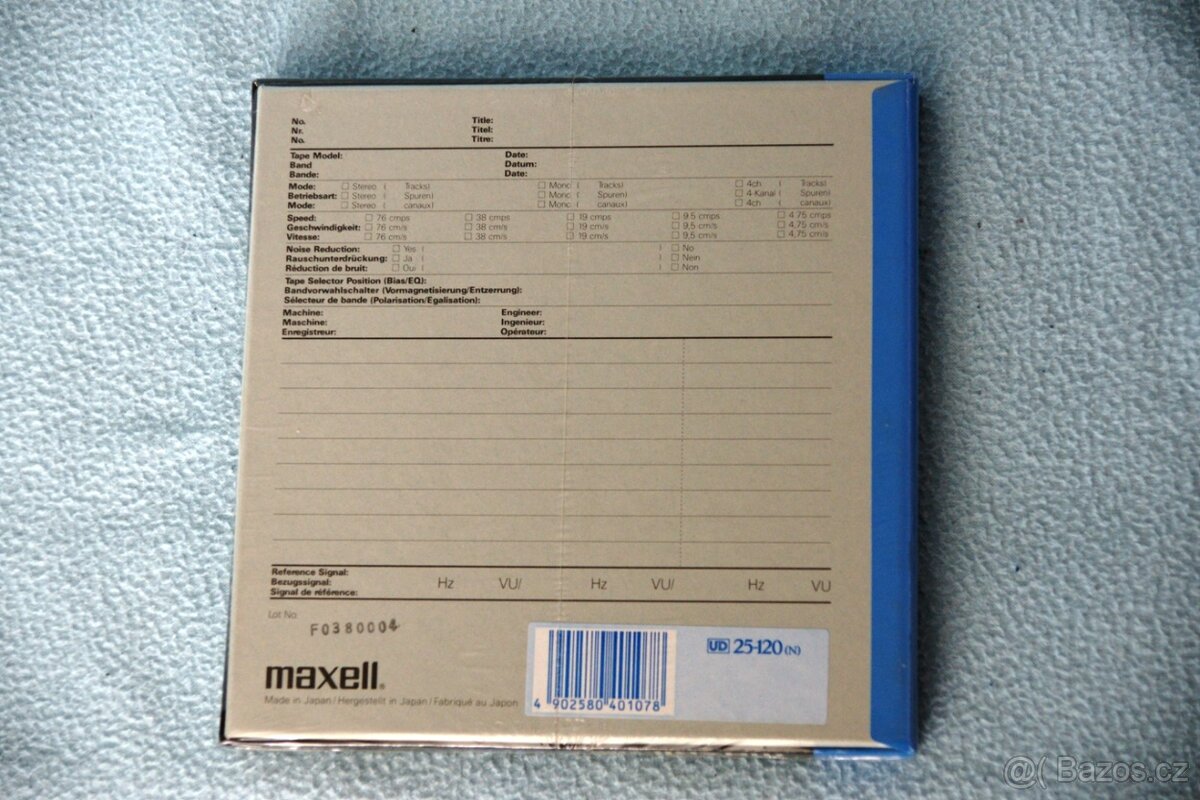 No. Title:
Nr. Titel:
No. Titre:
Tape Model: Date:
Band Datum:
Bande: Date:
Mode: Stereo ( Tracks) Mono ( Tracks) 4ch ( Tracks)
Betriebsart: Stereo ( Spuren) Mono ( Spuren) 4-Kanal ( Spuren)
Mode: Stereo ( canaux) Mono ( canaux) 4ch ( canaux)
Speed: 76 cmps 38 cmps 19 cmps 9.5 cmps 4.75 cmps
Geschwindigkeit: 76 cm/s 38 cm/s 19 cm/s 9,5 cm/s 4,75 cm/s
Vitesse: 76 cm/s 38 cm/s 19 cm/s 9,5 cm/s 4,75 cm/s
Noise Reduction: Yes ( ) No
Rauschunterdrückung: Ja ( ) Nein
Réduction de bruit: Oui ( ) Non
Tape Selector Position (Bias/EQ):
Bandvorwahlschalter (Vormagnetisierung/Entzerrung):
Sélecteur de bande (Polarisation/Egalisation):
Machine: Engineer:
Maschine: Ingenieur:
Enregistreur: Opérateur:
Reference Signal:
Bezugssignal: Hz VU/ Hz VU/ Hz VU
Signal de référence:
Lot No.
F0380004
maxell®
Made in Japan / Hergestellt in Japan / Fabriqué au Japon
UD 25-120 (N)
4 902580 401078
@( Bazos.cz